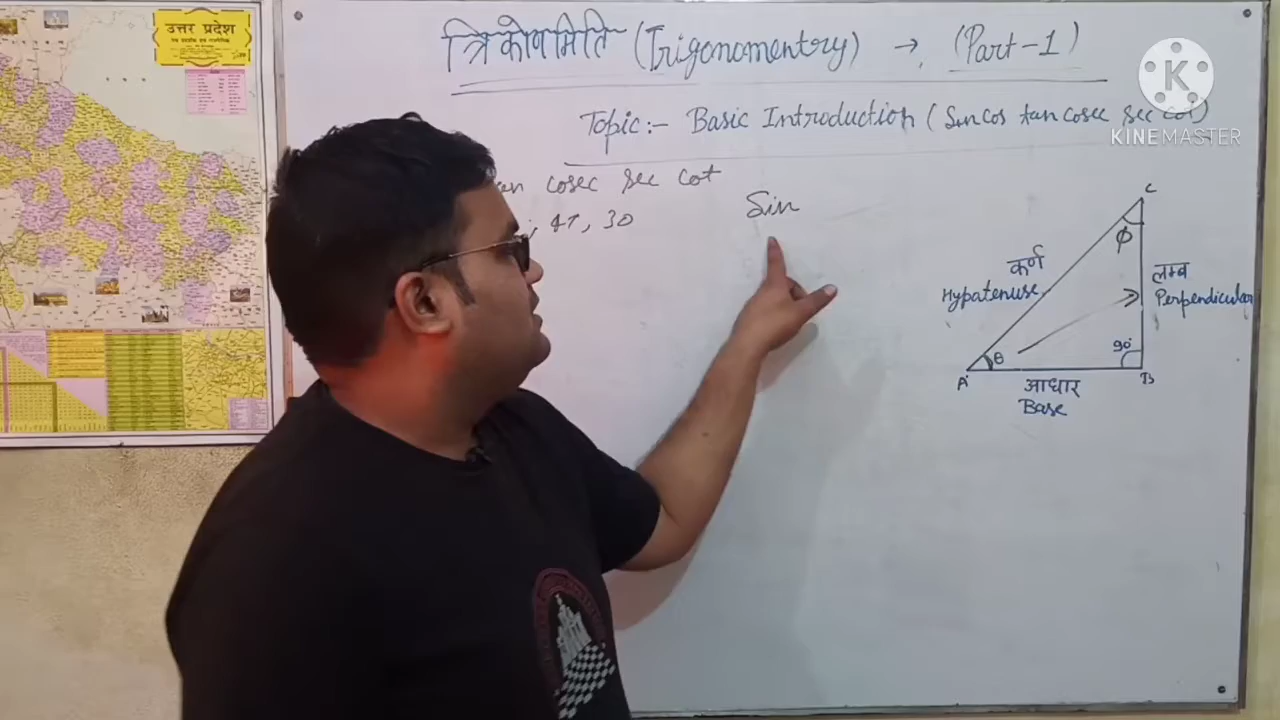 उत्तर प्रदेश
त्रिकोणमिति (Trigonomentry) → (Part-1)
Topic:- Basic Introduction (Sin cos tan cosec sec cot)
KINEMASTER
cosec sec cot
47, 30
Sin
C
ϕ
कर्ण
Hypatenuse
लम्ब
Perpendicular
θ
90°
A
B
आधार
Base